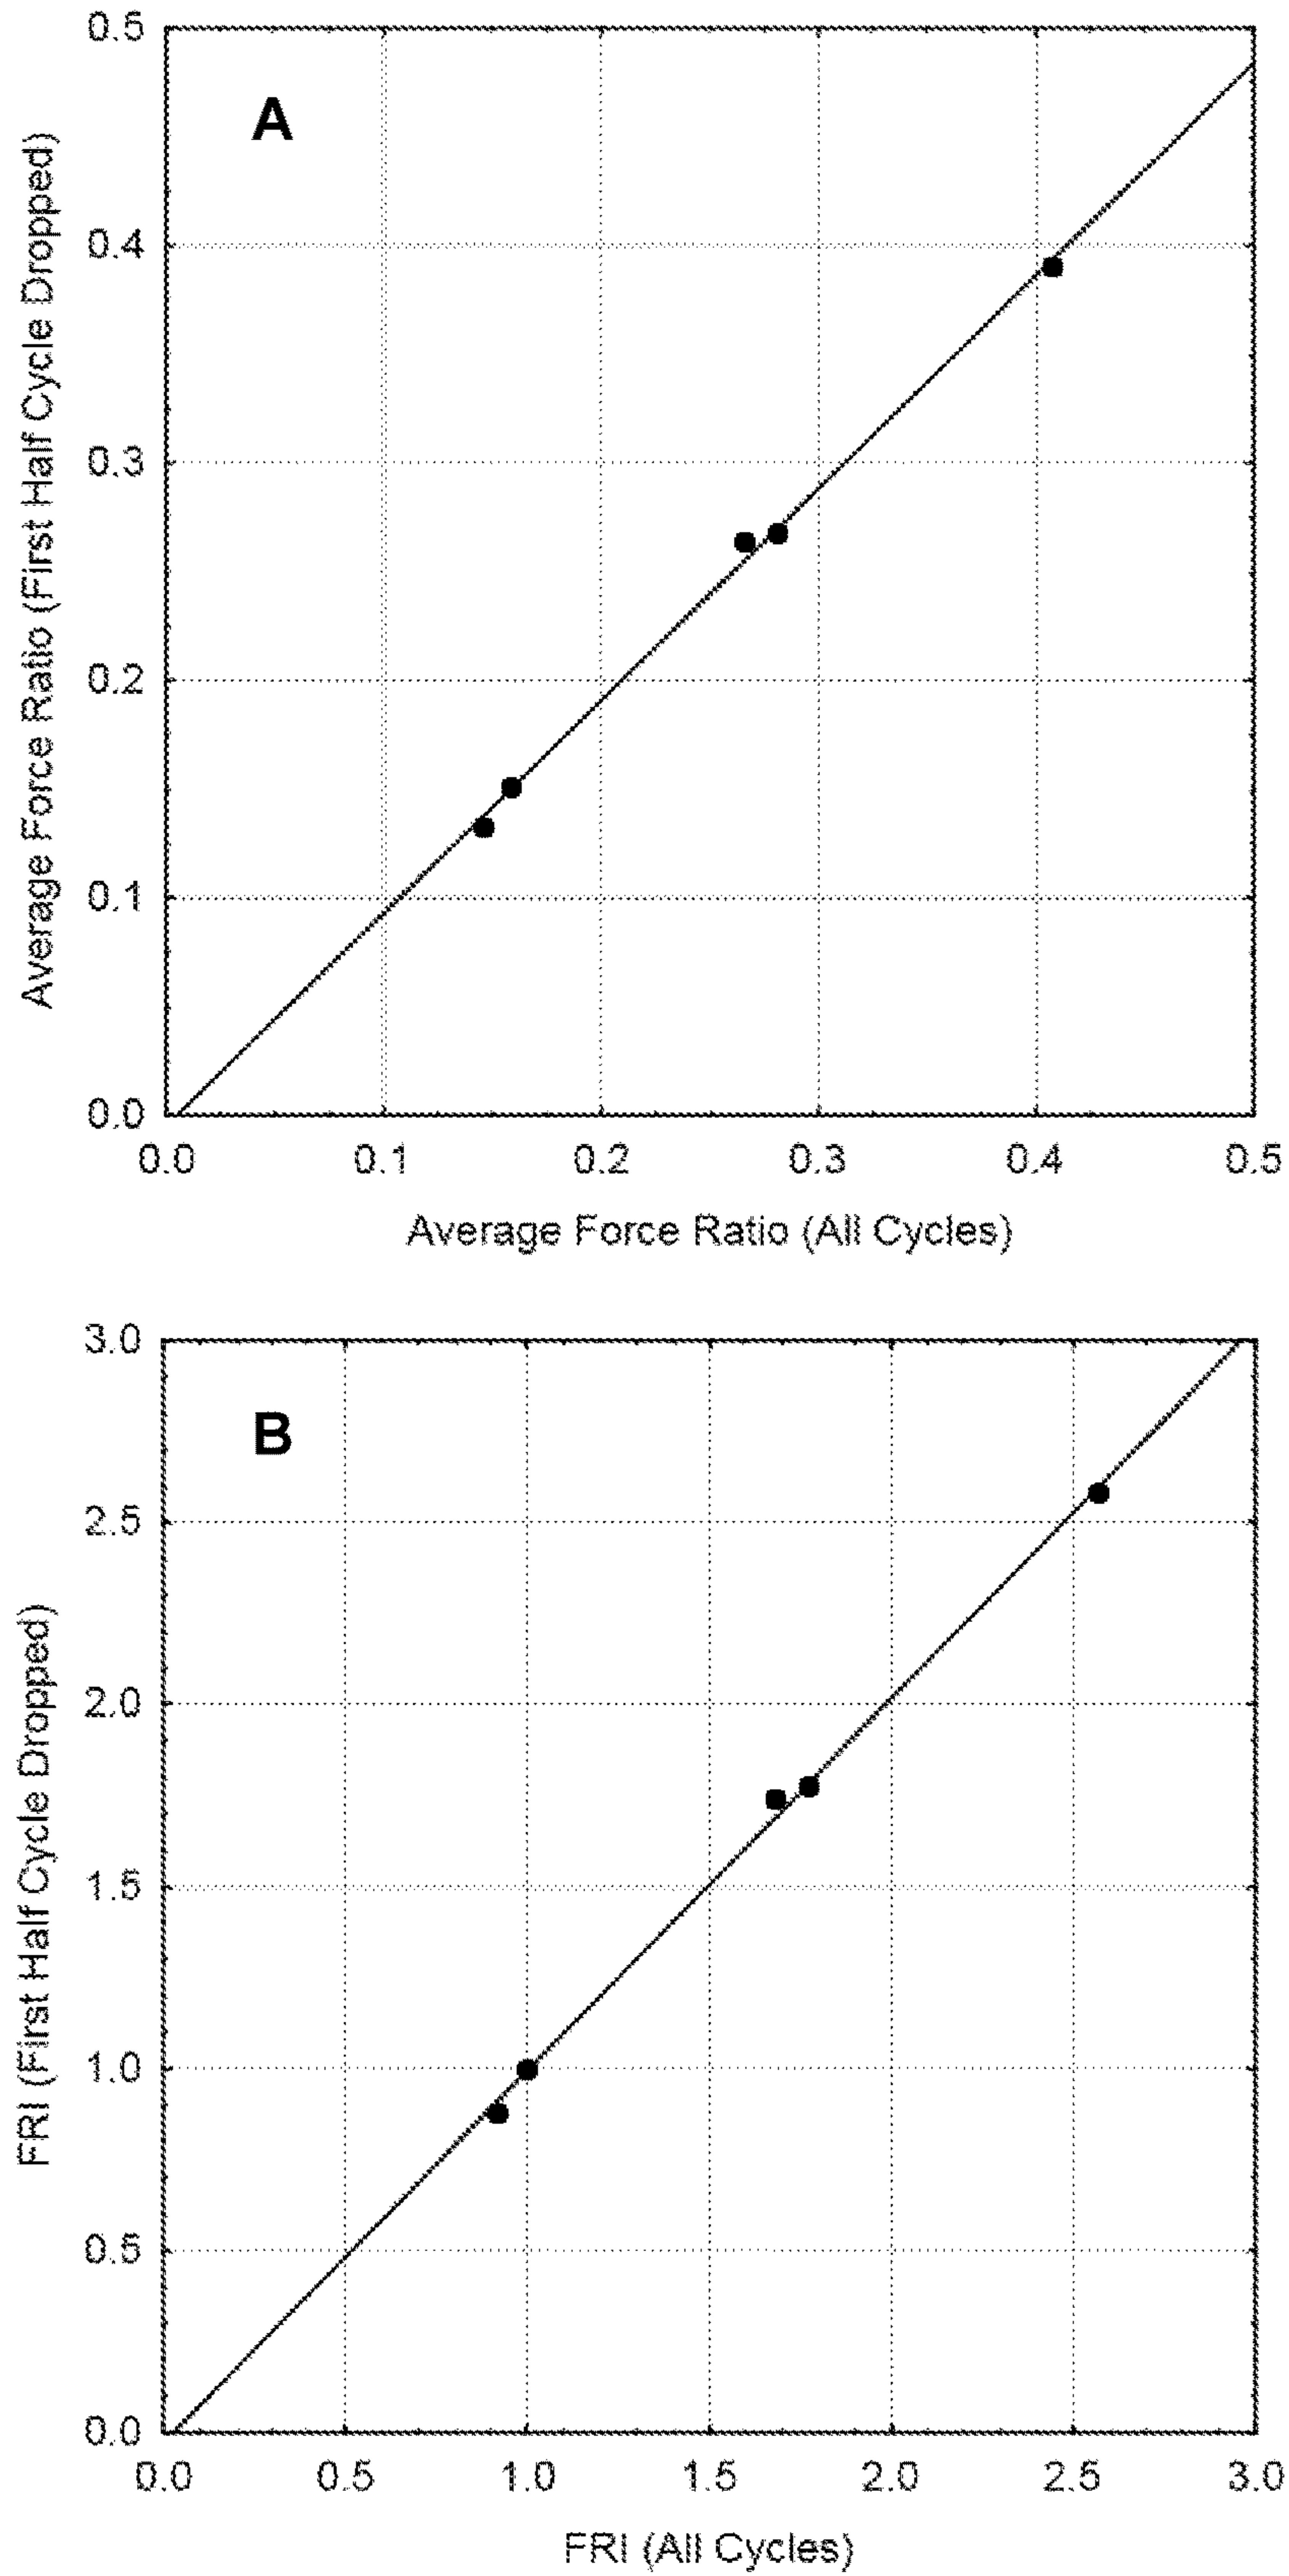 A
Average Force Ratio (First Half Cycle Dropped)
0.5
0.4
0.3
0.2
0.1
0.0
0.0 0.1 0.2 0.3 0.4 0.5
Average Force Ratio (All Cycles)
B
FRI (First Half Cycle Dropped)
3.0
2.5
2.0
1.5
1.0
0.5
0.0
0.0 0.5 1.0 1.5 2.0 2.5 3.0
FRI (All Cycles)